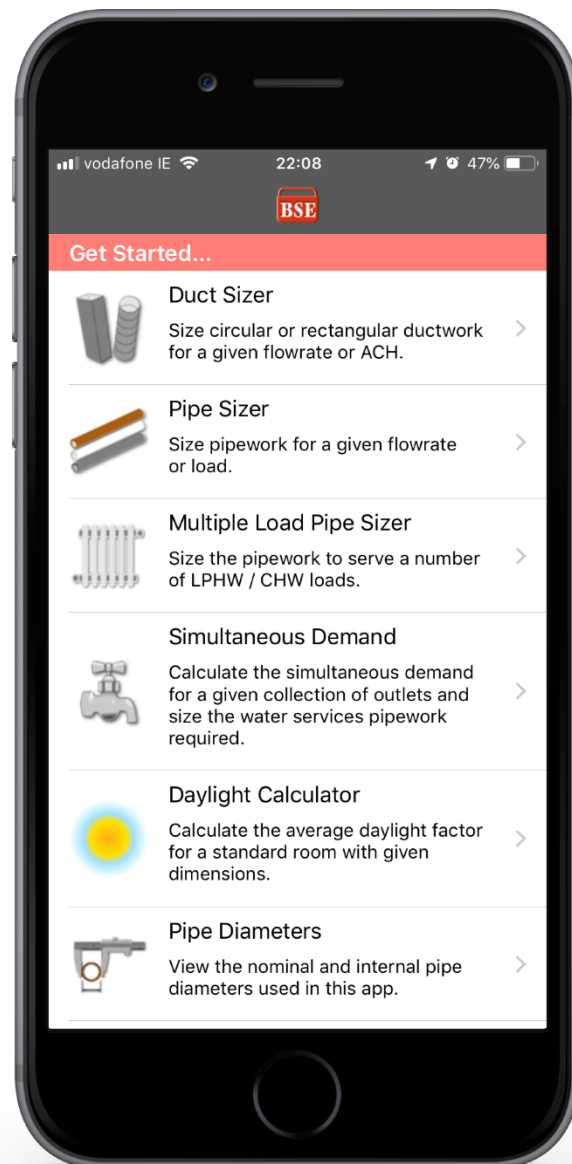 vodafone IE 22:08 47%
BSE
Get Started...
Duct Sizer
Size circular or rectangular ductwork
for a given flowrate or ACH.
Pipe Sizer
Size pipework for a given flowrate
or load.
Multiple Load Pipe Sizer
Size the pipework to serve a number
of LPHW / CHW loads.
Simultaneous Demand
Calculate the simultaneous demand
for a given collection of outlets and
size the water services pipework
required.
Daylight Calculator
Calculate the average daylight factor
for a standard room with given
dimensions.
Pipe Diameters
View the nominal and internal pipe
diameters used in this app.